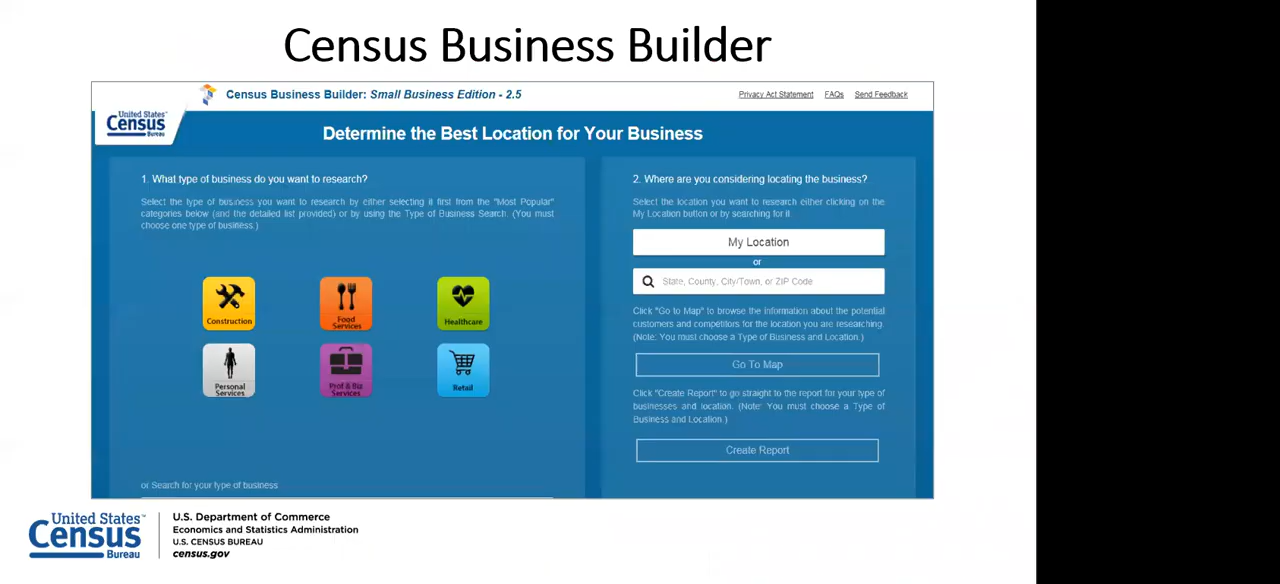 Census Business Builder
Census Business Builder: Small Business Edition - 2.5
Privacy Act Statement FAQs Send Feedback
United States™
Census
Bureau
Determine the Best Location for Your Business
1. What type of business do you want to research?
Select the type of business you want to research by either selecting it first from the "Most Popular"
categories below (and the detailed list provided) or by using the Type of Business Search. (You must
choose one type of business.)
Construction
Food
Services
Healthcare
Personal
Services
Prof & Biz
Services
Retail
or Search for your type of business
2. Where are you considering locating the business?
Select the location you want to research either clicking on the
My Location button or by searching for it.
My Location
or
State, County, City/Town, or ZIP Code
Click "Go to Map" to browse the information about the potential
customers and competitors for the location you are researching.
(Note: You must choose a Type of Business and Location.)
Go To Map
Click "Create Report" to go straight to the report for your type of
businesses and location. (Note: You must choose a Type of
Business and Location.)
Create Report
United States™
Census
Bureau
U.S. Department of Commerce
Economics and Statistics Administration
U.S. CENSUS BUREAU
census.gov